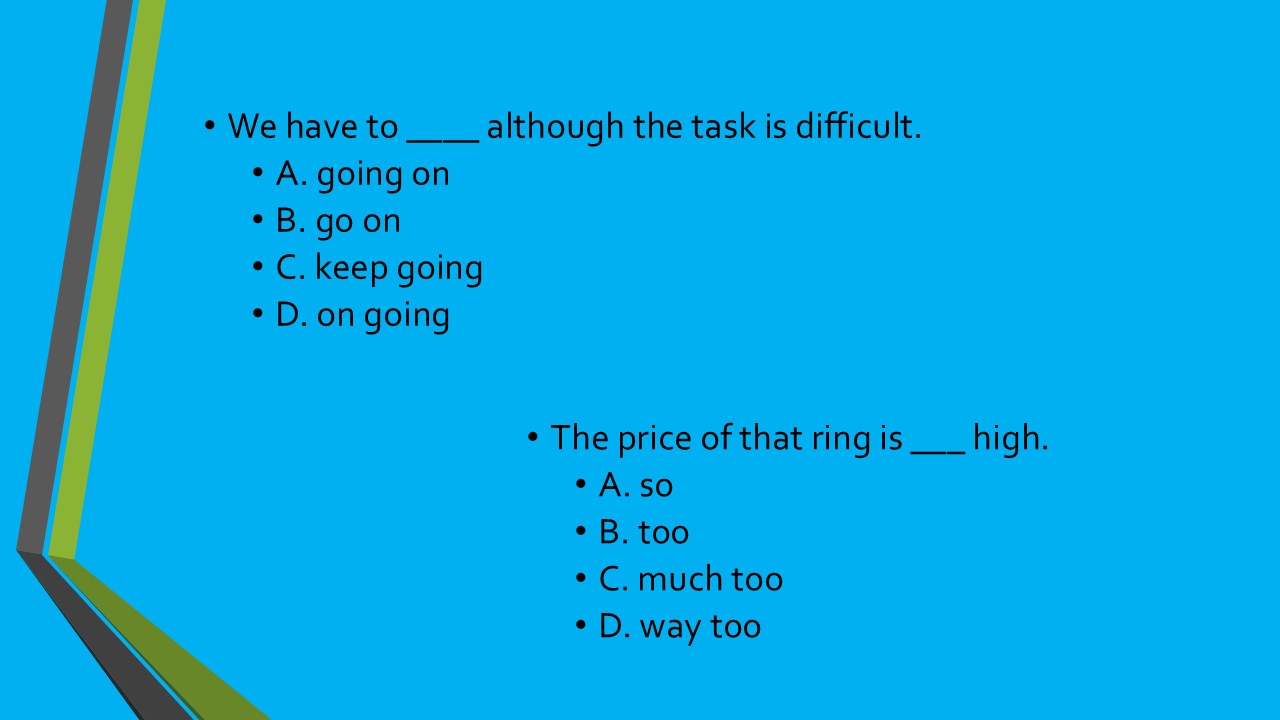 • We have to ____ although the task is difficult.
• A. going on
• B. go on
• C. keep going
• D. on going
• The price of that ring is ___ high.
• A. so
• B. too
• C. much too
• D. way too